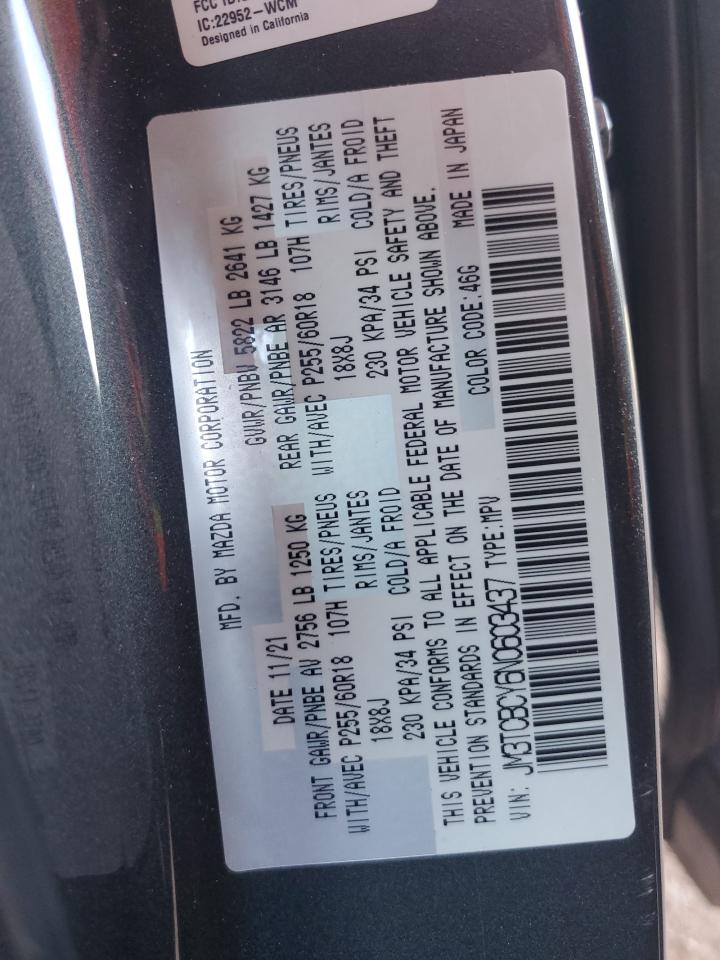 FCC ID:
IC:22952-WCM
Designed in California
MFD. BY MAZDA MOTOR CORPORATION
DATE 11/21 GVWR/PNBV 5822 LB 2641 KG
FRONT GAWR/PNBE AV 2756 LB 1250 KG REAR GAWR/PNBE AR 3146 LB 1427 KG
WITH/AVEC P255/60R18 107H TIRES/PNEUS WITH/AVEC P255/60R18 107H TIRES/PNEUS
18X8J RIMS/JANTES 18X8J RIMS/JANTES
230 KPA/34 PSI COLD/A FROID 230 KPA/34 PSI COLD/A FROID
THIS VEHICLE CONFORMS TO ALL APPLICABLE FEDERAL MOTOR VEHICLE SAFETY AND THEFT
PREVENTION STANDARDS IN EFFECT ON THE DATE OF MANUFACTURE SHOWN ABOVE.
VIN: JM3TCBCY6N0603437 TYPE:MPV COLOR CODE:46G MADE IN JAPAN